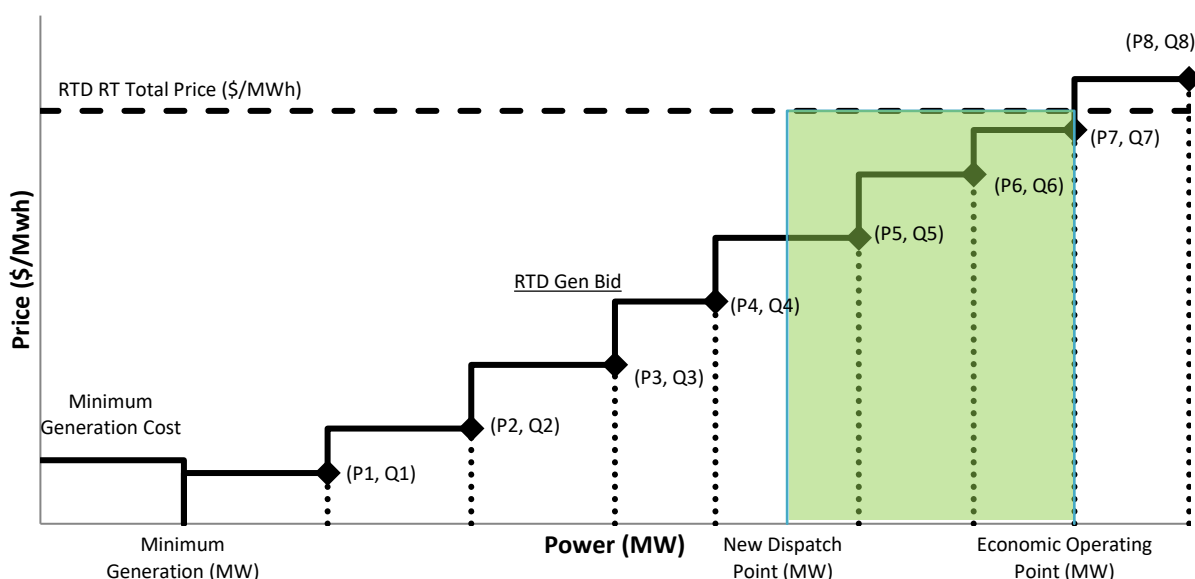 (P8, Q8)
RTD RT Total Price ($/MWh)
(P7, Q7)
(P6, Q6)
(P5, Q5)
RTD Gen Bid
(P4, Q4)
Price ($/Mwh)
(P3, Q3)
Minimum
Generation Cost
(P2, Q2)
(P1, Q1)
Minimum
Generation (MW)
Power (MW)
New Dispatch
Point (MW)
Economic Operating
Point (MW)